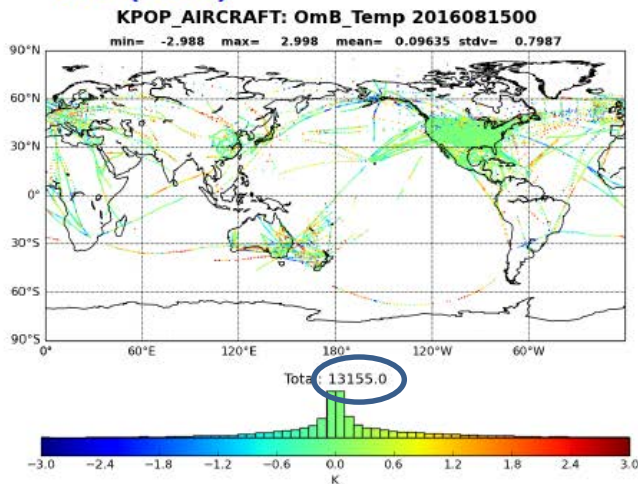 KPOP_AIRCRAFT: OmB_Temp 2016081500
min= -2.988 max= 2.998 mean= 0.09635 stdv= 0.7987
90°N
60°N
30°N
0°
30°S
60°S
90°S
0° 60°E 120°E 180° 120°W 60°W
Total: 13155.0
−3.0 −2.4 −1.8 −1.2 −0.6 0.0 0.6 1.2 1.8 2.4 3.0
K